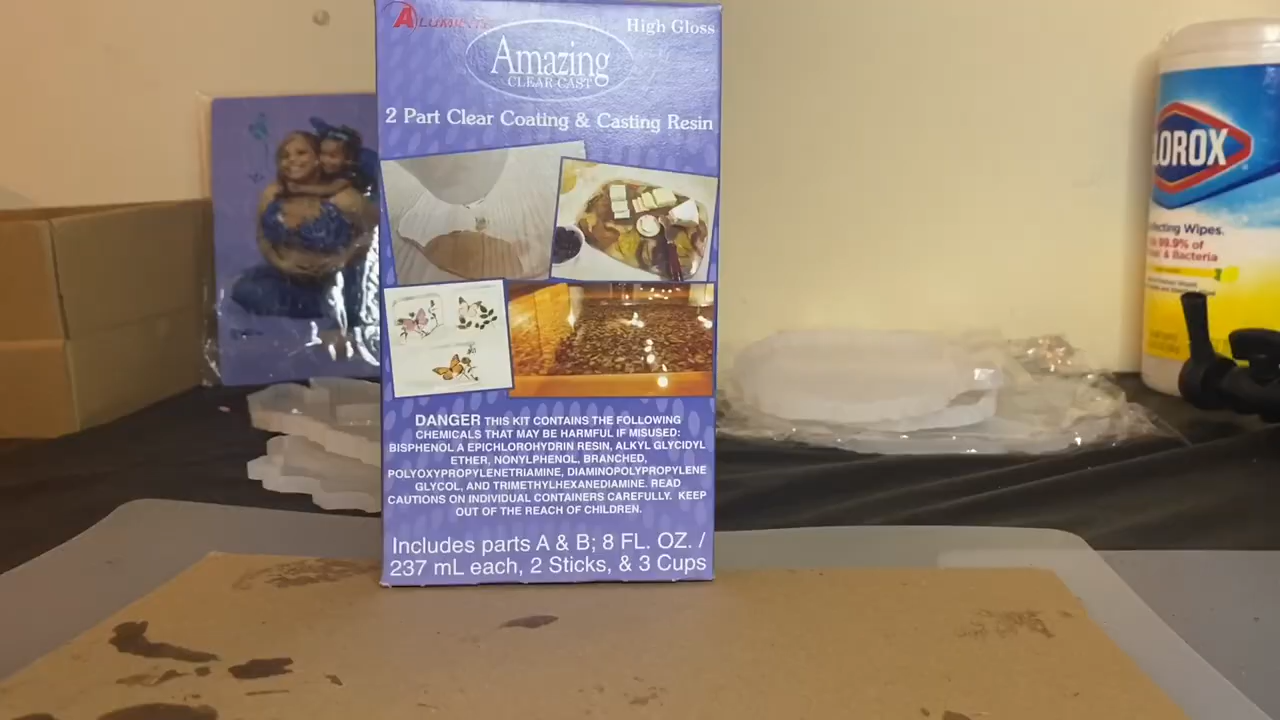 ALUMILITE
High Gloss
Amazing
CLEAR CAST
2 Part Clear Coating & Casting Resin
DANGER THIS KIT CONTAINS THE FOLLOWING
CHEMICALS THAT MAY BE HARMFUL IF MISUSED:
BISPHENOL A EPICHLOROHYDRIN RESIN, ALKYL GLYCIDYL
ETHER, NONYLPHENOL, BRANCHED,
POLYOXYPROPYLENETRIAMINE, DIAMINOPOLYPROPYLENE
GLYCOL, AND TRIMETHYLHEXANEDIAMINE. READ
CAUTIONS ON INDIVIDUAL CONTAINERS CAREFULLY. KEEP
OUT OF THE REACH OF CHILDREN.
Includes parts A & B; 8 FL. OZ. /
237 mL each, 2 Sticks, & 3 Cups
LOROX
fecting Wipes.
99.9% of
& Bacteria